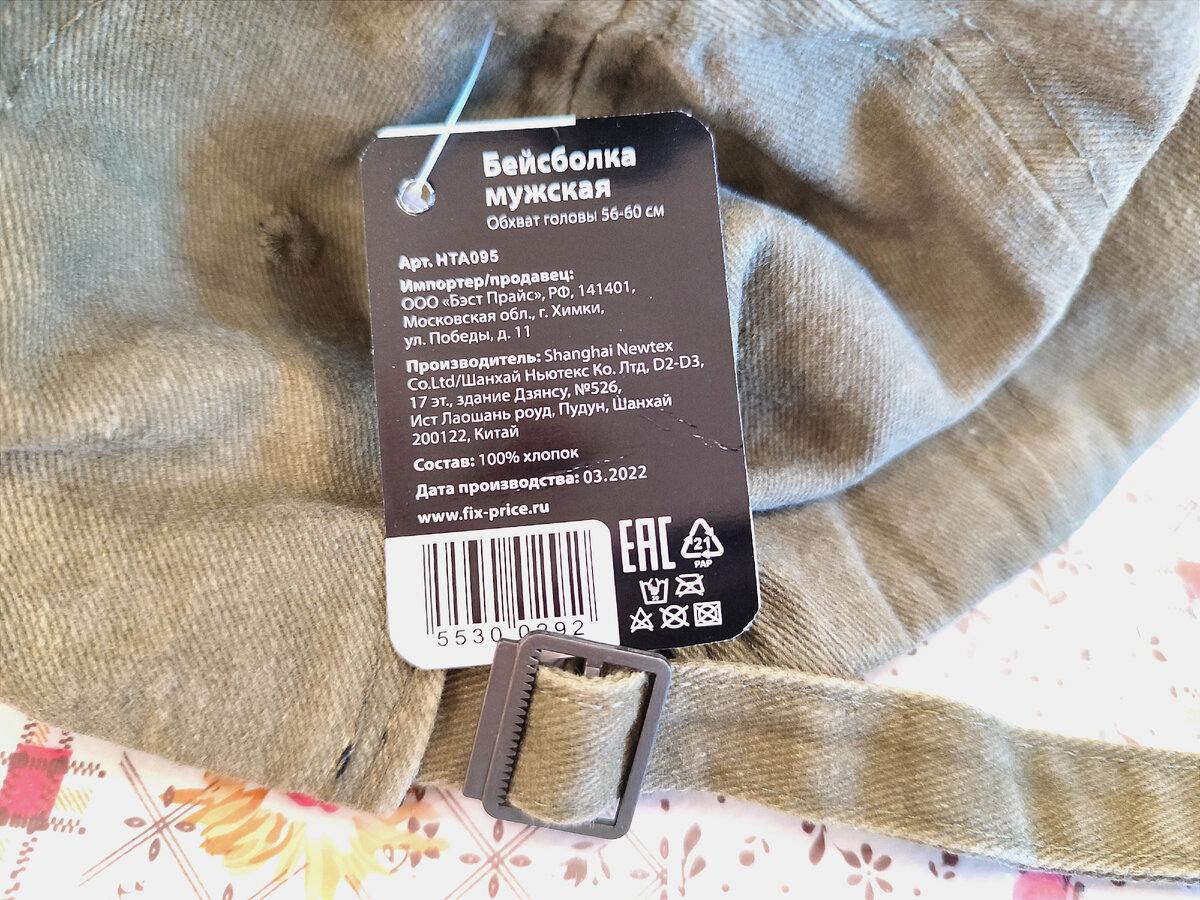 Бейсболка
мужская
Обхват головы 56-60 см
Арт. HTA095
Импортер/продавец:
ООО «Бэст Прайс», РФ, 141401,
Московская обл., г. Химки,
ул. Победы, д. 11
Производитель: Shanghai Newtex
Co.Ltd/Шанхай Ньютекс Ко. Лтд, D2-D3,
17 эт., здание Дзянсу, №526,
Ист Лаошань роуд, Пудун, Шанхай
200122, Китай
Состав: 100% хлопок
Дата производства: 03.2022
www.fix-price.ru
EAC
21
PAP
30
5530